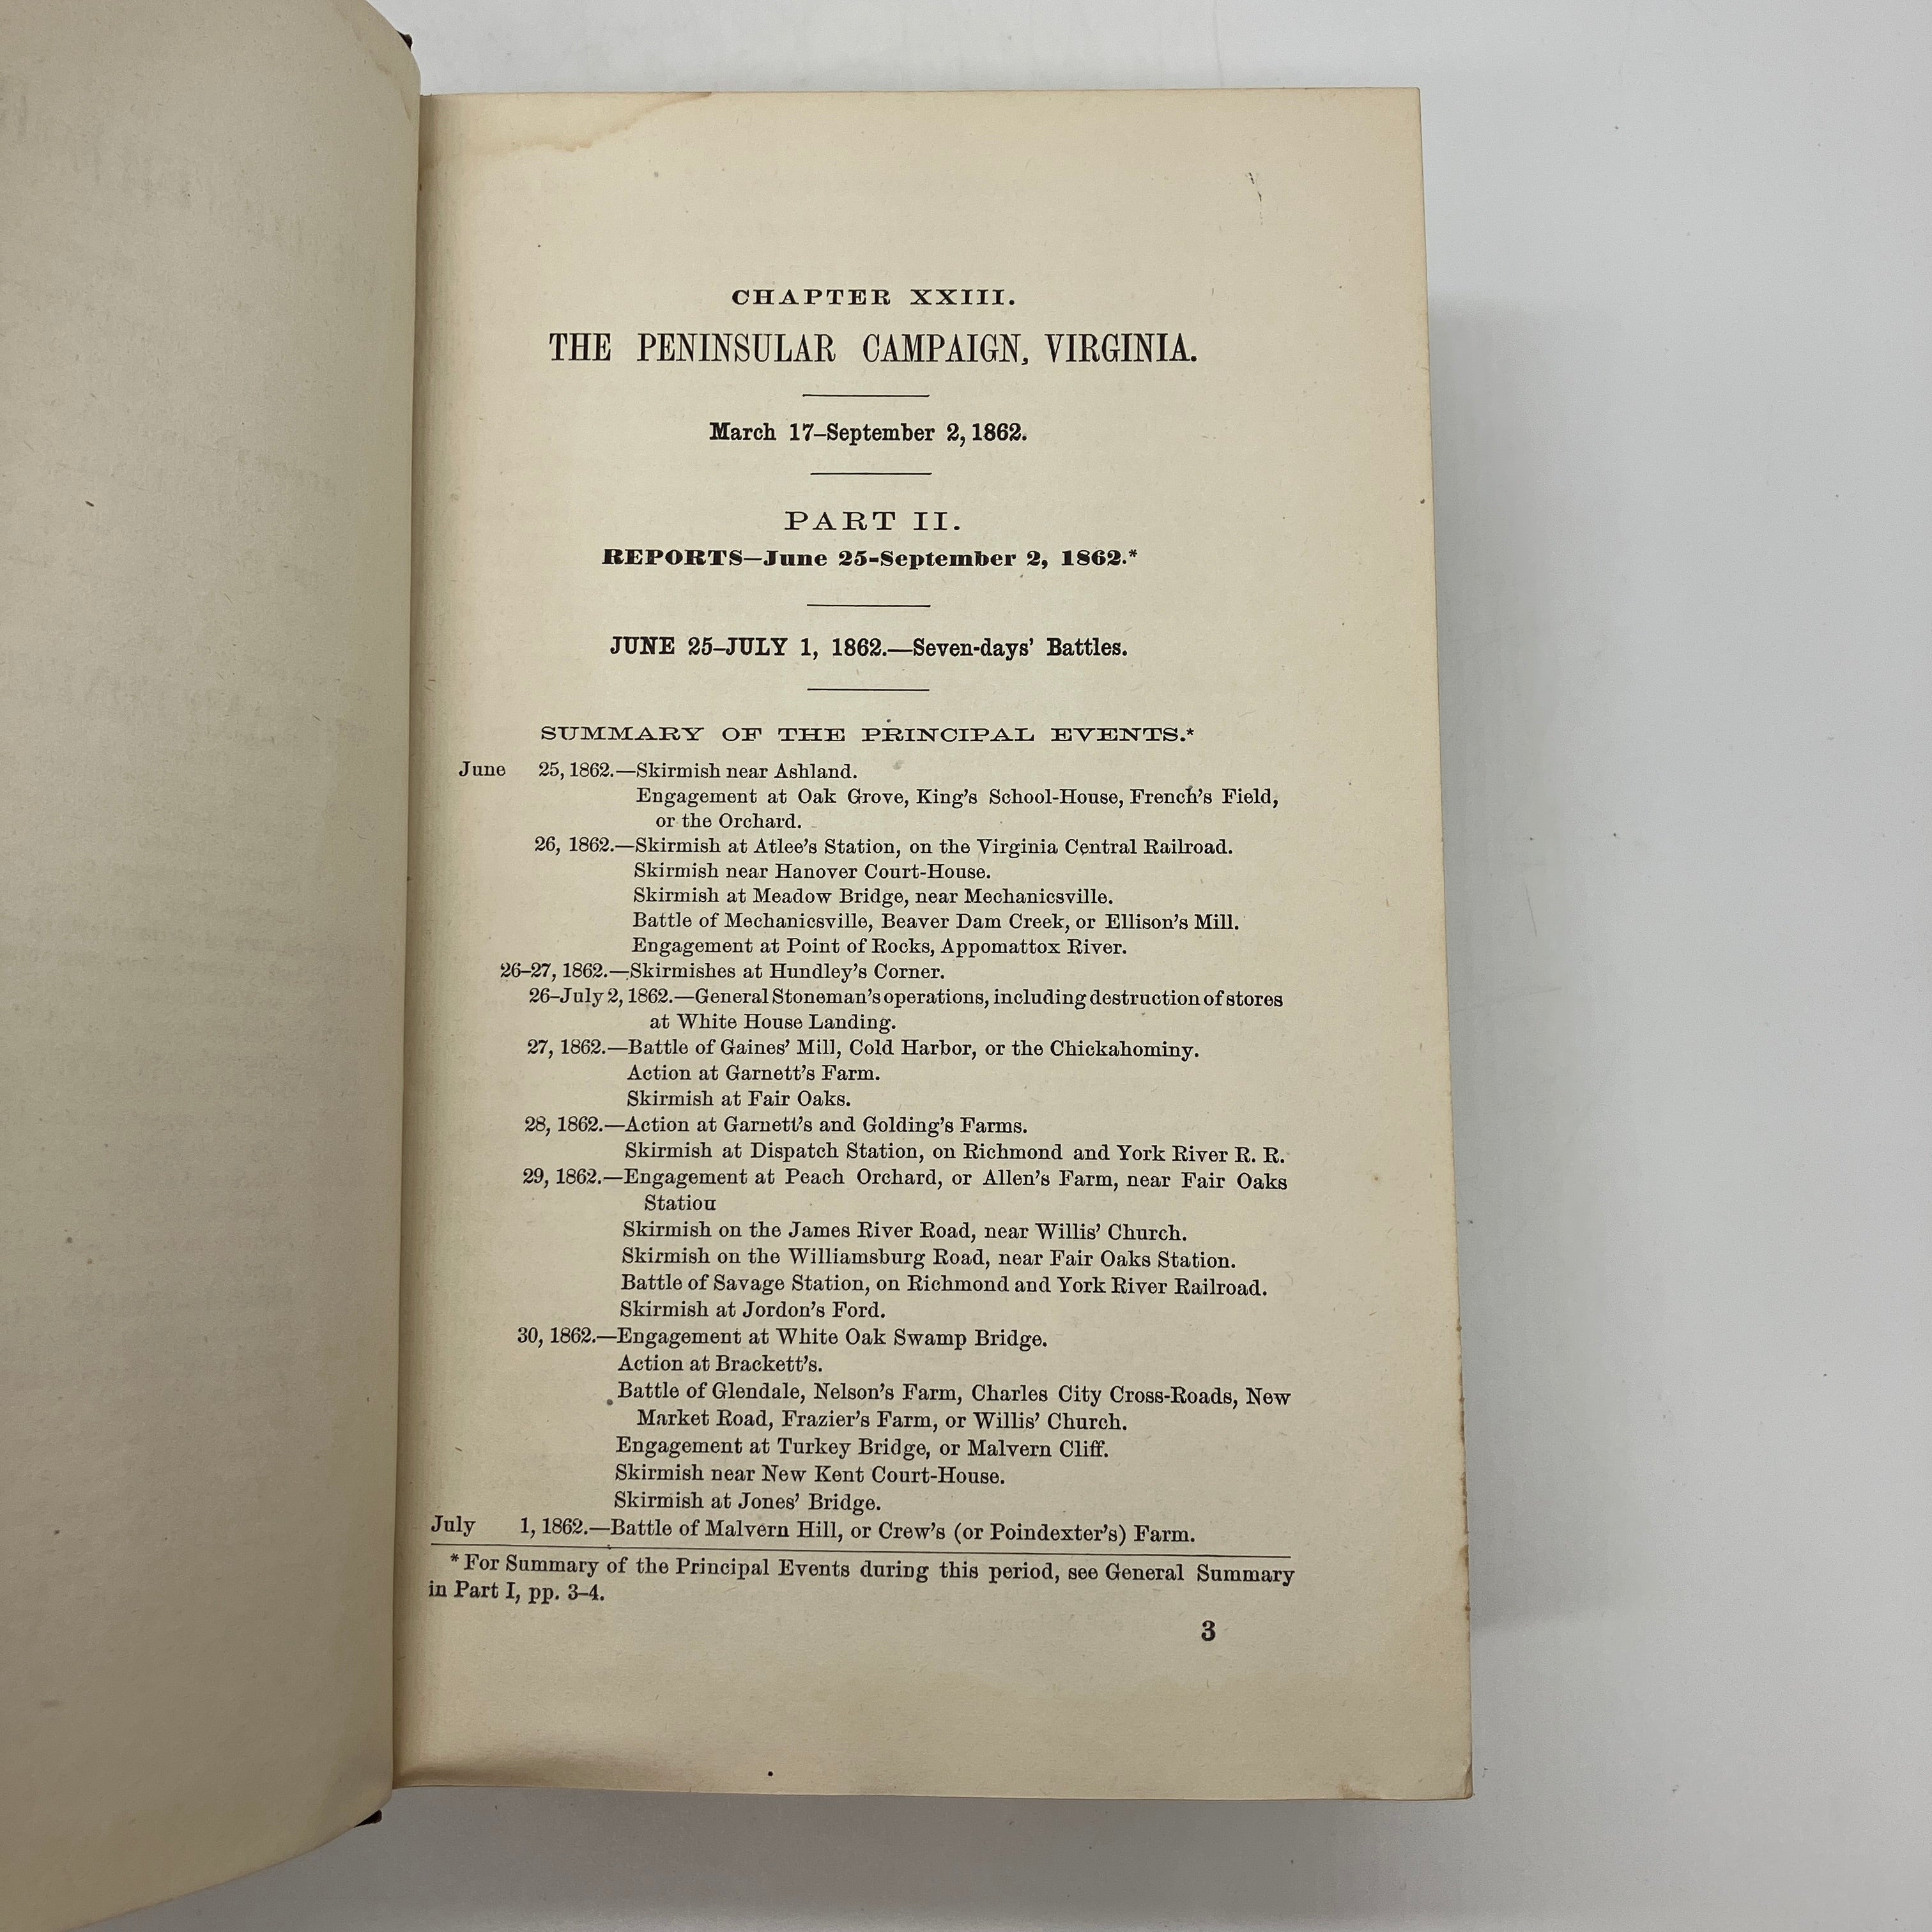 CHAPTER XXIII.
THE PENINSULAR CAMPAIGN, VIRGINIA.
March 17–September 2, 1862.
PART II.
REPORTS—June 25-September 2, 1862.*
JUNE 25–JULY 1, 1862.—Seven-days' Battles.
SUMMARY OF THE PRINCIPAL EVENTS.*
June 25, 1862.—Skirmish near Ashland.
Engagement at Oak Grove, King's School-House, French's Field,
or the Orchard.
26, 1862.—Skirmish at Atlee's Station, on the Virginia Central Railroad.
Skirmish near Hanover Court-House.
Skirmish at Meadow Bridge, near Mechanicsville.
Battle of Mechanicsville, Beaver Dam Creek, or Ellison's Mill.
Engagement at Point of Rocks, Appomattox River.
26–27, 1862.—Skirmishes at Hundley's Corner.
26–July 2, 1862.—General Stoneman's operations, including destruction of stores
at White House Landing.
27, 1862.—Battle of Gaines' Mill, Cold Harbor, or the Chickahominy.
Action at Garnett's Farm.
Skirmish at Fair Oaks.
28, 1862.—Action at Garnett's and Golding's Farms.
Skirmish at Dispatch Station, on Richmond and York River R. R.
29, 1862.—Engagement at Peach Orchard, or Allen's Farm, near Fair Oaks
Station
Skirmish on the James River Road, near Willis' Church.
Skirmish on the Williamsburg Road, near Fair Oaks Station.
Battle of Savage Station, on Richmond and York River Railroad.
Skirmish at Jordon's Ford.
30, 1862.—Engagement at White Oak Swamp Bridge.
Action at Brackett's.
Battle of Glendale, Nelson's Farm, Charles City Cross-Roads, New
Market Road, Frazier's Farm, or Willis' Church.
Engagement at Turkey Bridge, or Malvern Cliff.
Skirmish near New Kent Court-House.
Skirmish at Jones' Bridge.
July 1, 1862.—Battle of Malvern Hill, or Crew's (or Poindexter's) Farm.
* For Summary of the Principal Events during this period, see General Summary
in Part I, pp. 3–4.
3